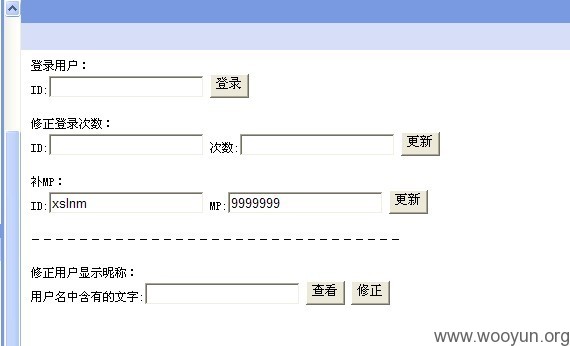 登录用户：
ID: 登录
修正登录次数：
ID: 次数: 更新
补MP：
ID: xslnm MP: 9999999 更新
--------------------------------
修正用户显示昵称：
用户名中含有的文字: 查看 修正
www.wooyun.org